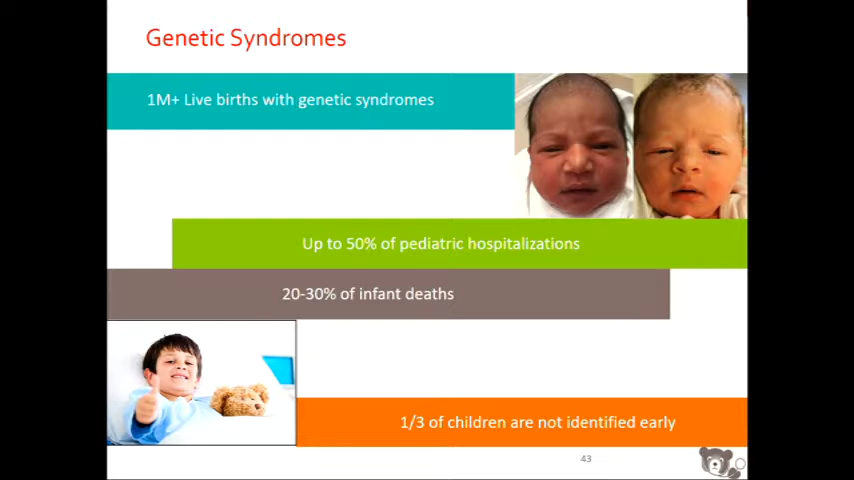 Genetic Syndromes
1M+ Live births with genetic syndromes
Up to 50% of pediatric hospitalizations
20-30% of infant deaths
1/3 of children are not identified early
43